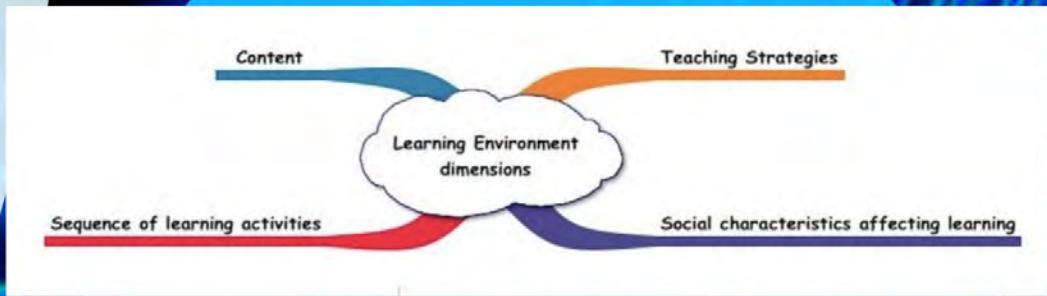 Content
Teaching Strategies
Learning Environment
dimensions
Sequence of learning activities
Social characteristics affecting learning